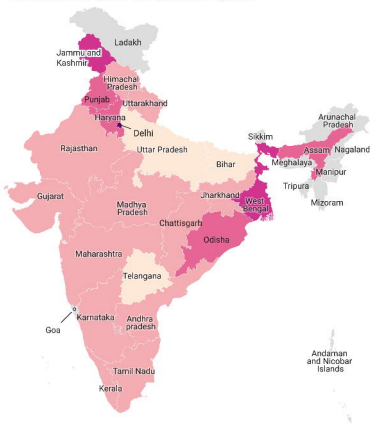 Ladakh
Jammu and
Kashmir
Himachal
Pradesh
Punjab
Uttarakhand
Haryana
Delhi
Rajasthan
Uttar Pradesh
Bihar
Sikkim
Arunachal
Pradesh
Assam
Nagaland
Meghalaya
Manipur
Tripura
Mizoram
Gujarat
Madhya
Pradesh
Jharkhand
West
Bengal
Chattisgarh
Odisha
Maharashtra
Telangana
Goa
Karnataka
Andhra
pradesh
Tamil Nadu
Kerala
Andaman
and Nicobar
Islands